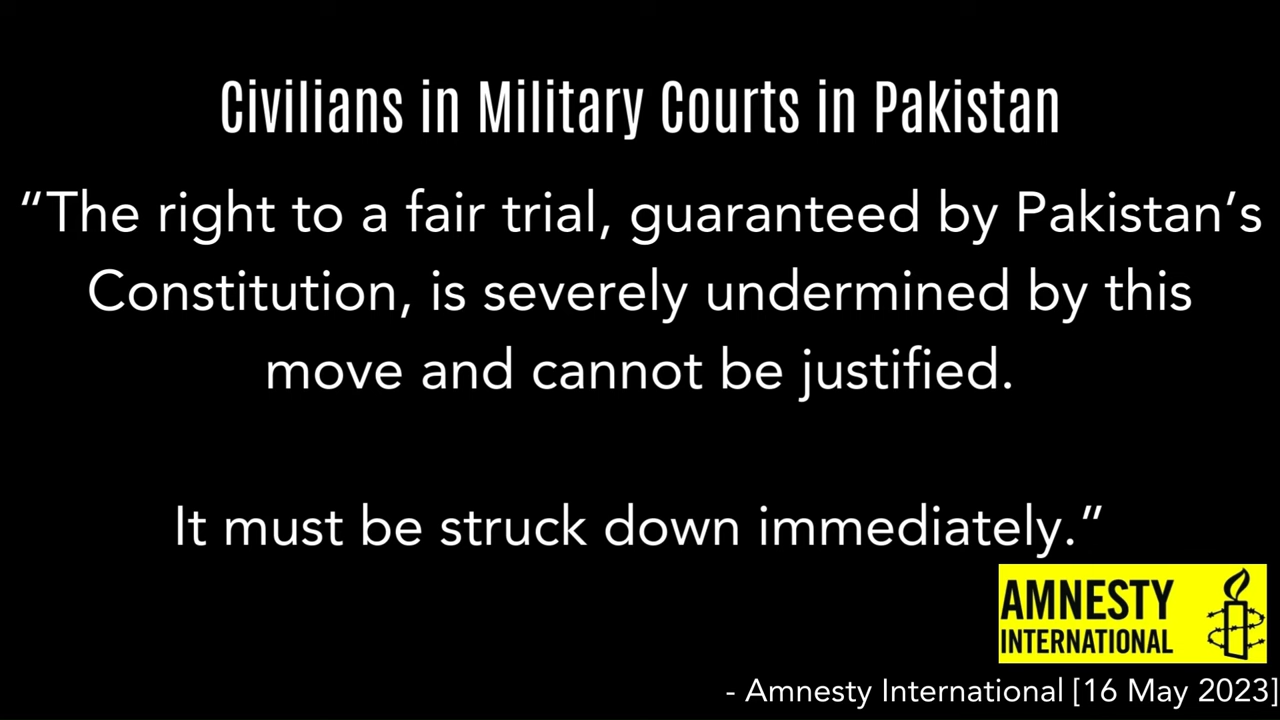 Civilians in Military Courts in Pakistan
“The right to a fair trial, guaranteed by Pakistan’s
Constitution, is severely undermined by this
move and cannot be justified.
It must be struck down immediately.”
AMNESTY
INTERNATIONAL
- Amnesty International [16 May 2023]